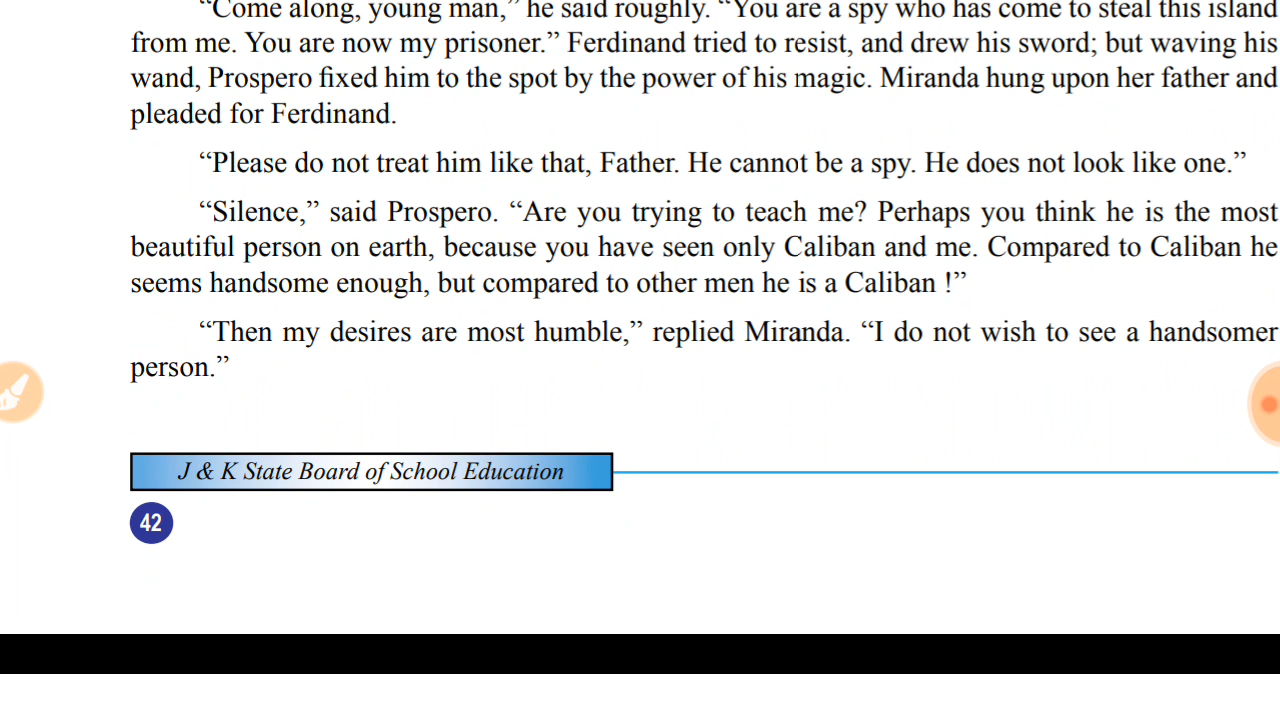 “Come along, young man,” he said roughly. “You are a spy who has come to steal this island
from me. You are now my prisoner.” Ferdinand tried to resist, and drew his sword; but waving his
wand, Prospero fixed him to the spot by the power of his magic. Miranda hung upon her father and
pleaded for Ferdinand.
“Please do not treat him like that, Father. He cannot be a spy. He does not look like one.”
“Silence,” said Prospero. “Are you trying to teach me? Perhaps you think he is the most
beautiful person on earth, because you have seen only Caliban and me. Compared to Caliban he
seems handsome enough, but compared to other men he is a Caliban !”
“Then my desires are most humble,” replied Miranda. “I do not wish to see a handsomer
person.”
J & K State Board of School Education
42